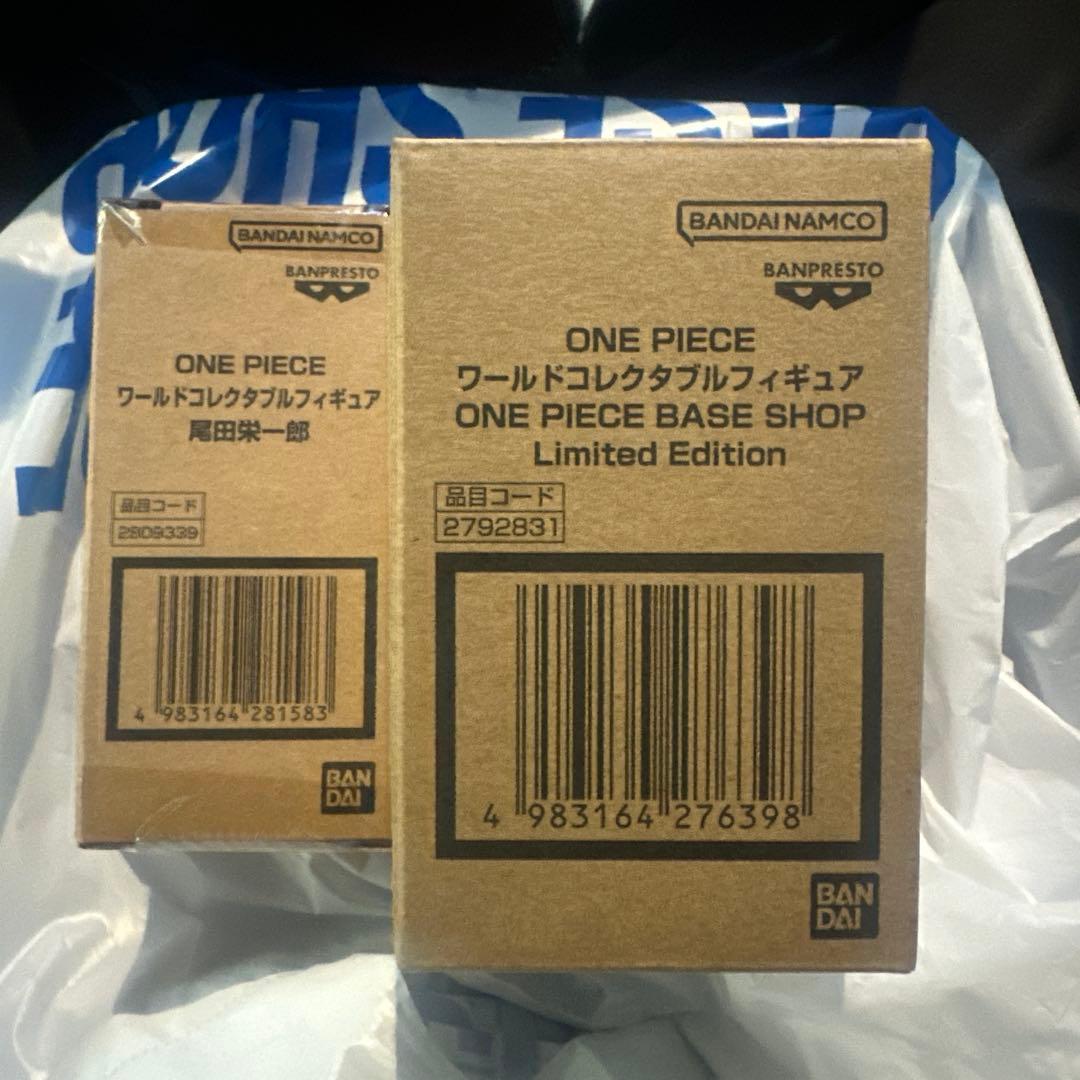 BANDAI NAMCO
BANPRESTO
ONE PIECE
ワールドコレクタブルフィギュア
尾田栄一郎
品目コード
2809339
4 983164 281583
BAN
DAI
BANDAI NAMCO
BANPRESTO
ONE PIECE
ワールドコレクタブルフィギュア
ONE PIECE BASE SHOP
Limited Edition
品目コード
2792831
4 983164 276398
BAN
DAI